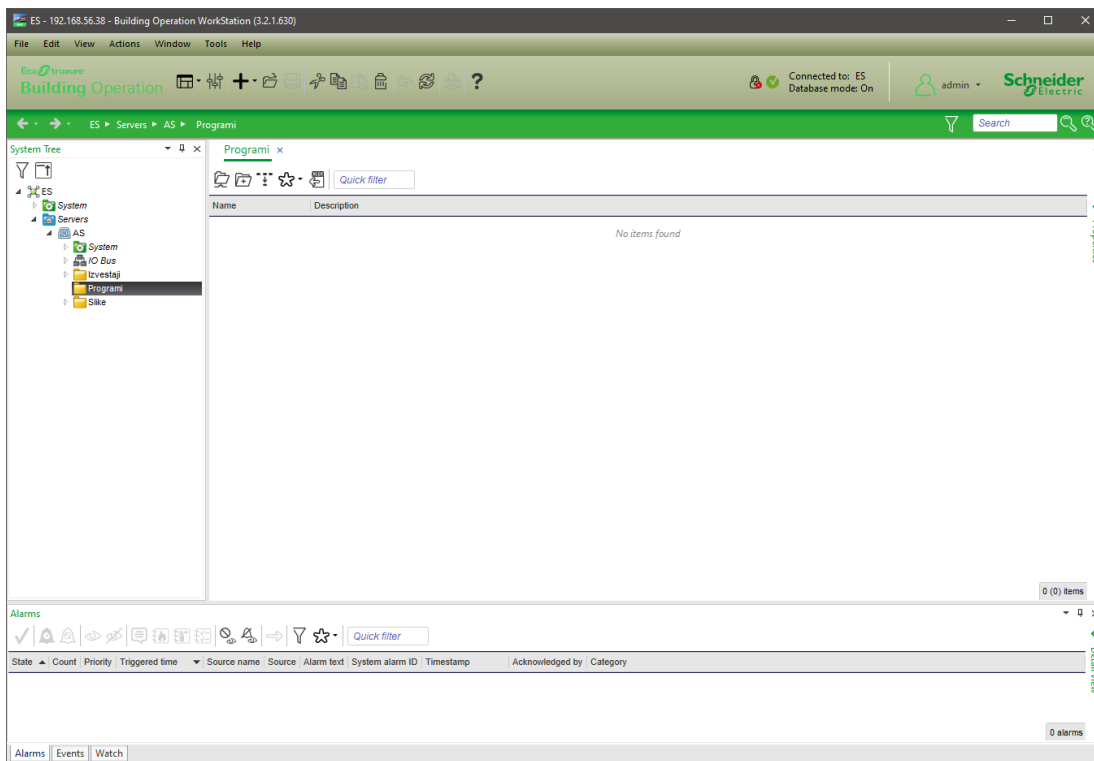 ES - 192.168.56.38 - Building Operation WorkStation (3.2.1.630)
File Edit View Actions Window Tools Help
EcoStruxure
Building Operation
Connected to: ES
Database mode: On
admin
Schneider
Electric
ES Servers AS Programi
Search
System Tree
Programi
Quick filter
ES
System
Servers
AS
System
IO Bus
Izvestaji
Programi
Slike
Name Description
No items found
Properties
0 (0) items
Alarms
Quick filter
State Count Priority Triggered time Source name Source Alarm text System alarm ID Timestamp Acknowledged by Category
Detail View
0 alarms
Alarms Events Watch